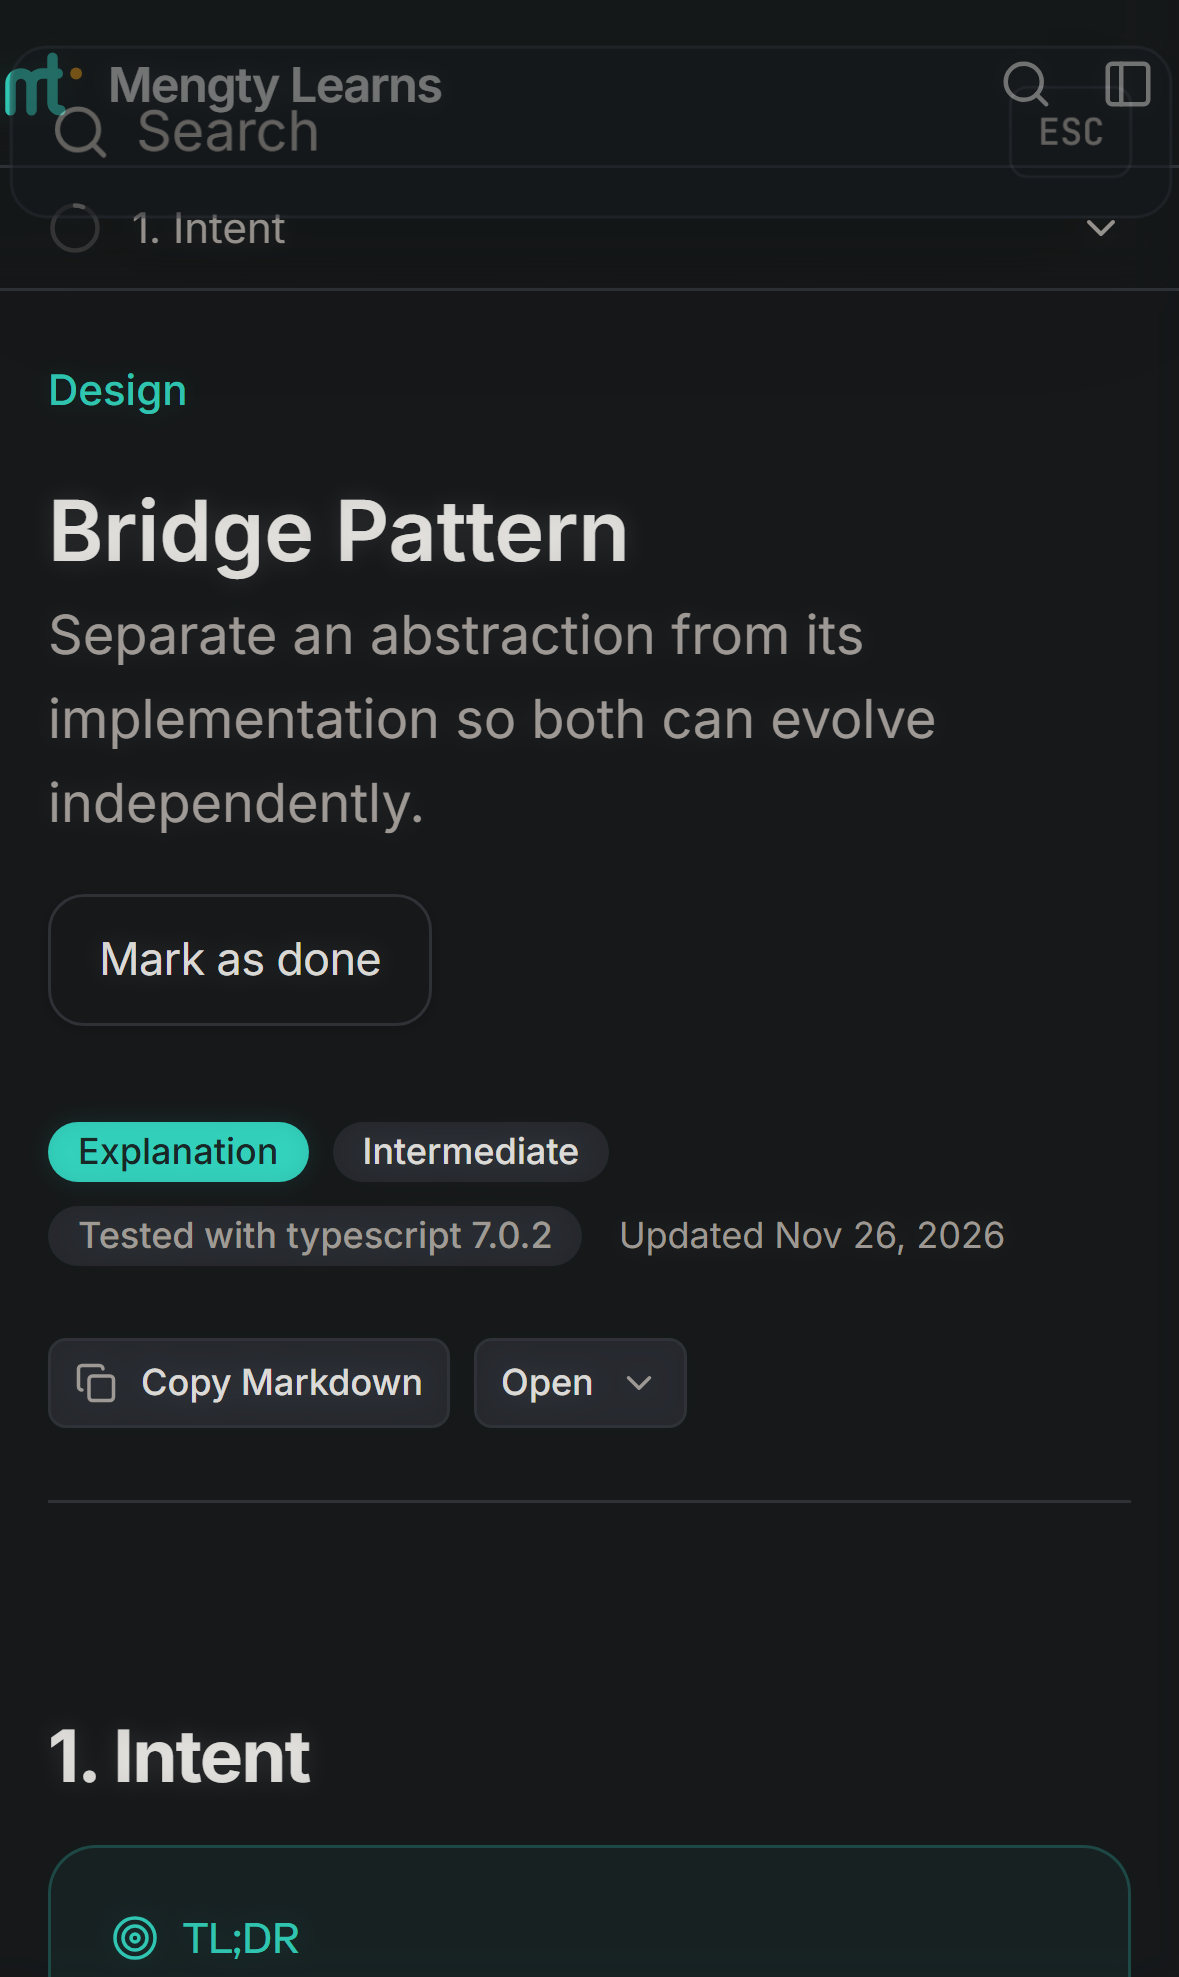 mt
Mengty Learns
Search
ESC
1. Intent
Design
Bridge Pattern
Separate an abstraction from its
implementation so both can evolve
independently.
Mark as done
Explanation
Intermediate
Tested with typescript 7.0.2
Updated Nov 26, 2026
Copy Markdown
Open
1. Intent
TL;DR